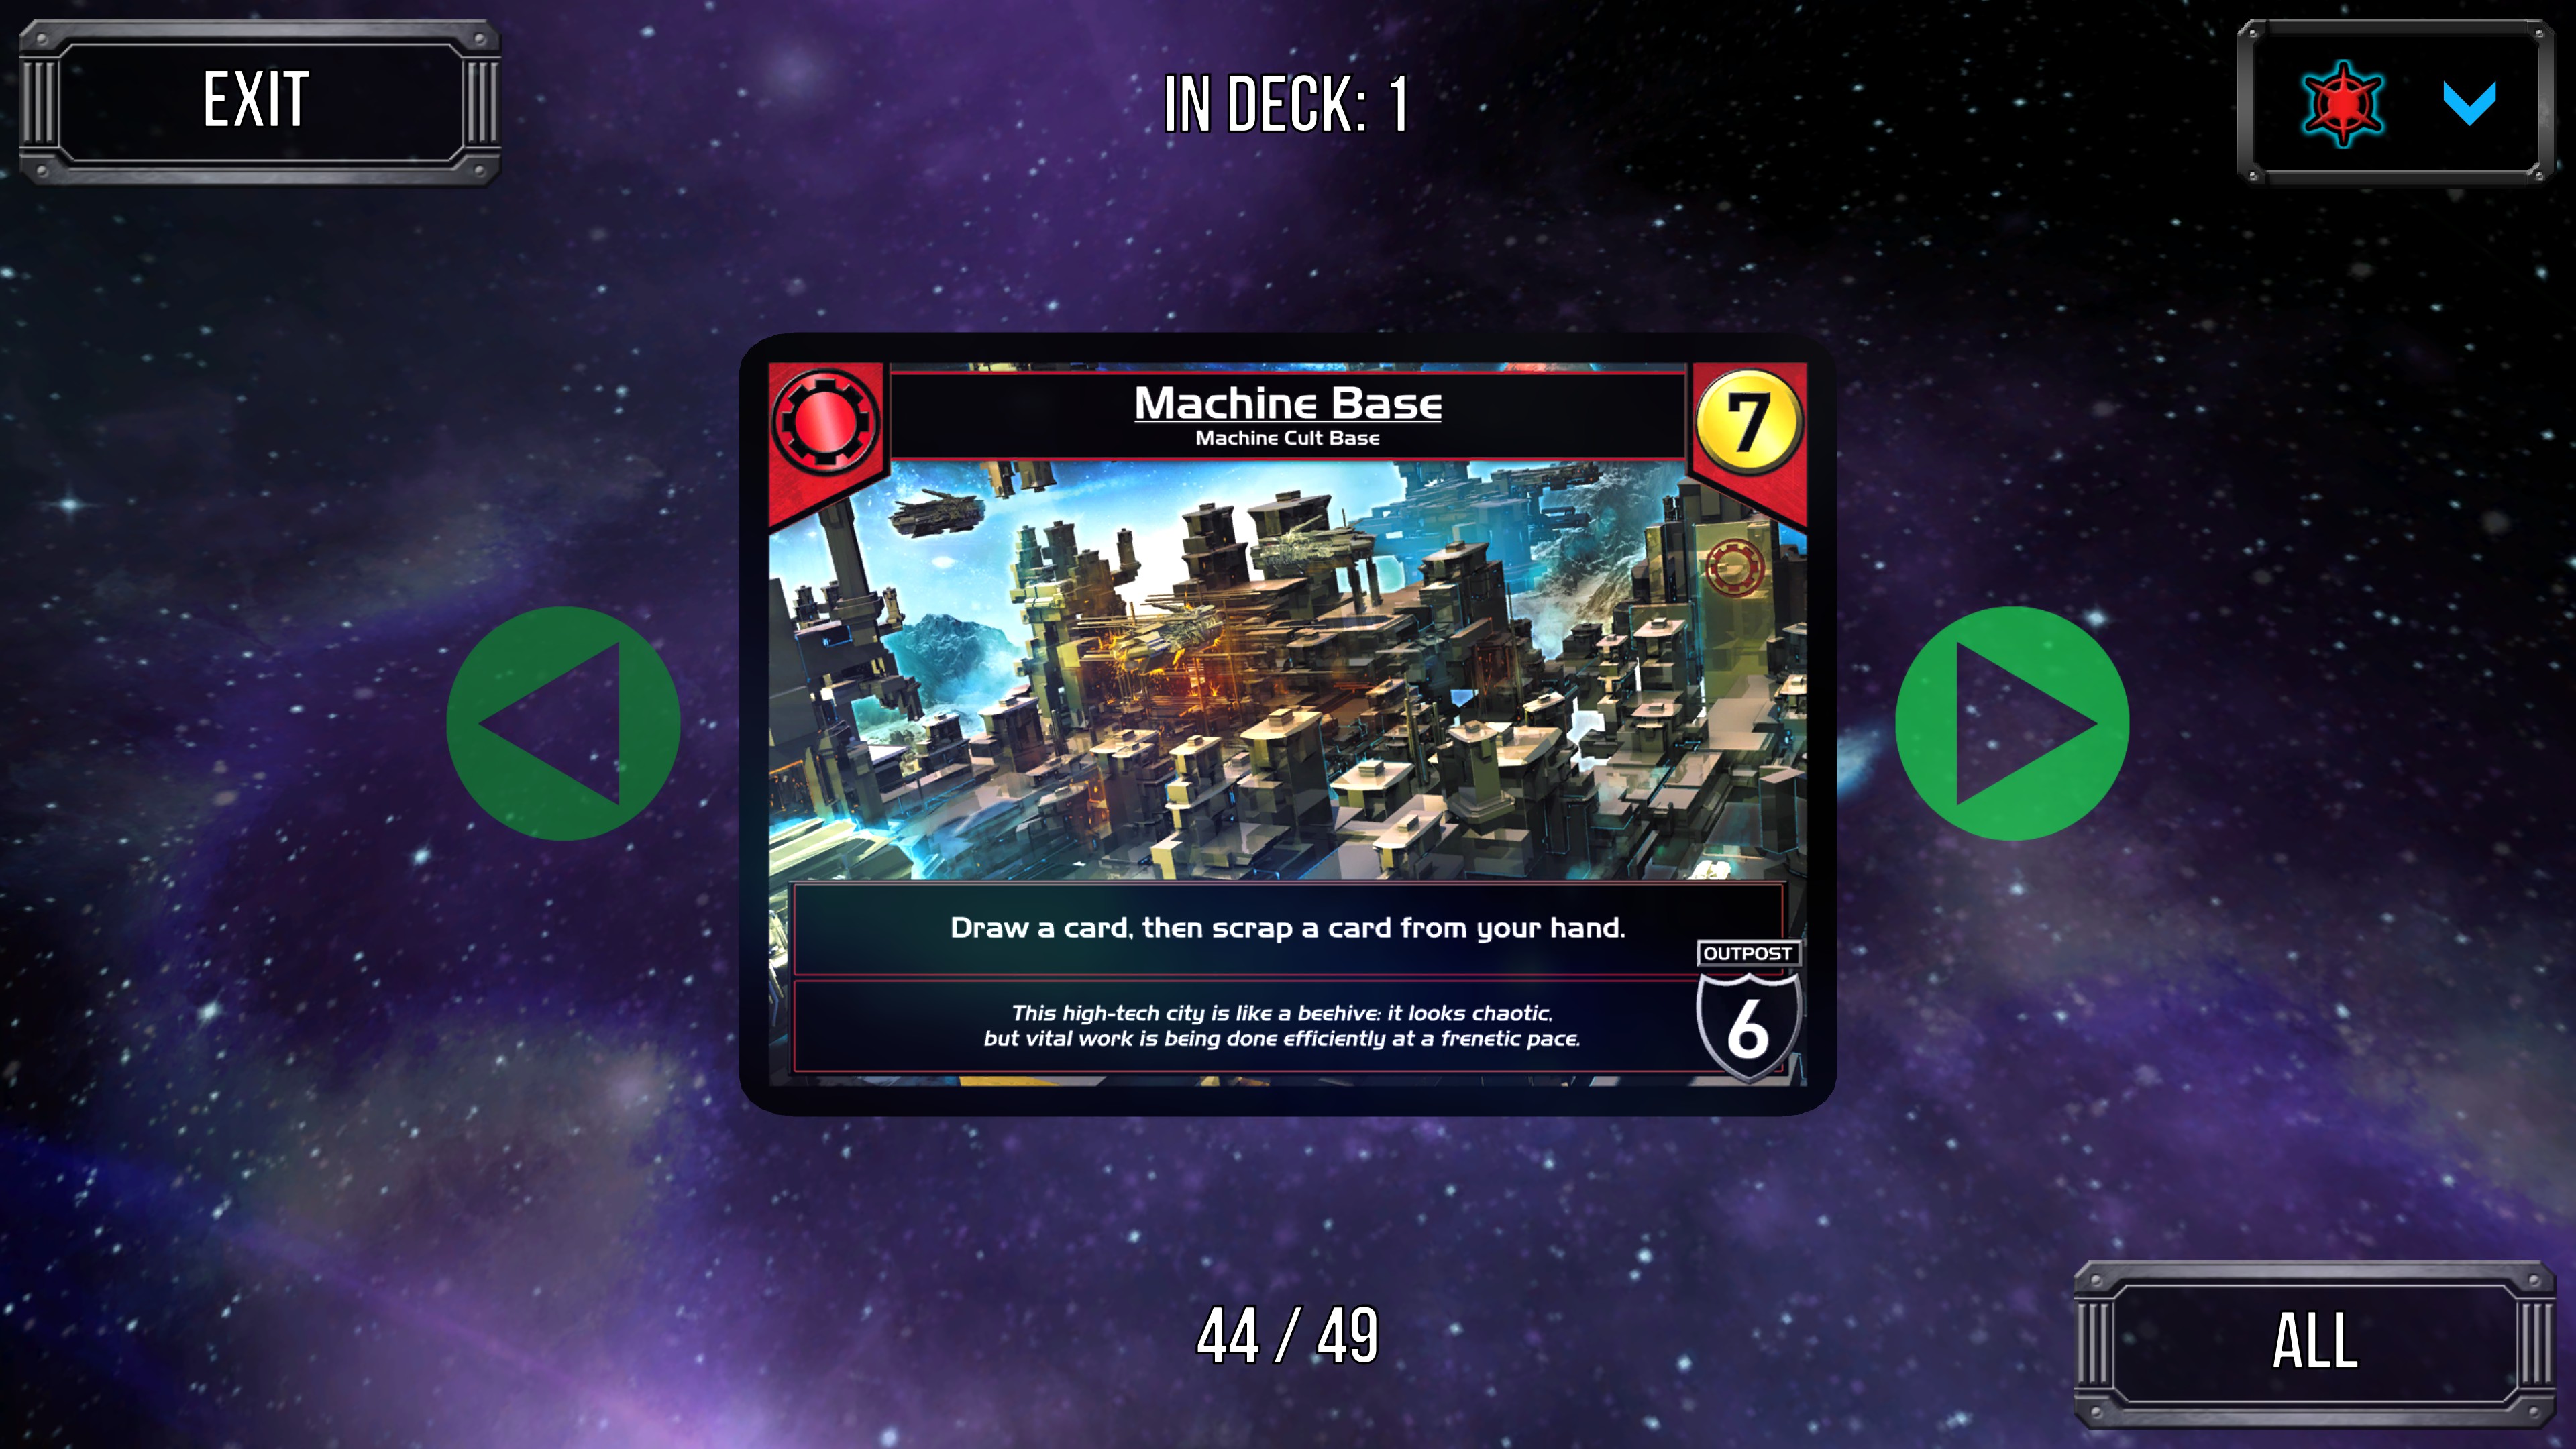 EXIT
IN DECK: 1
Machine Base
7
Machine Cult Base
Draw a card, then scrap a card from your hand.
OUTPOST
6
This high-tech city is like a beehive: it looks chaotic,
but vital work is being done efficiently at a frenetic pace.
44 / 49
ALL